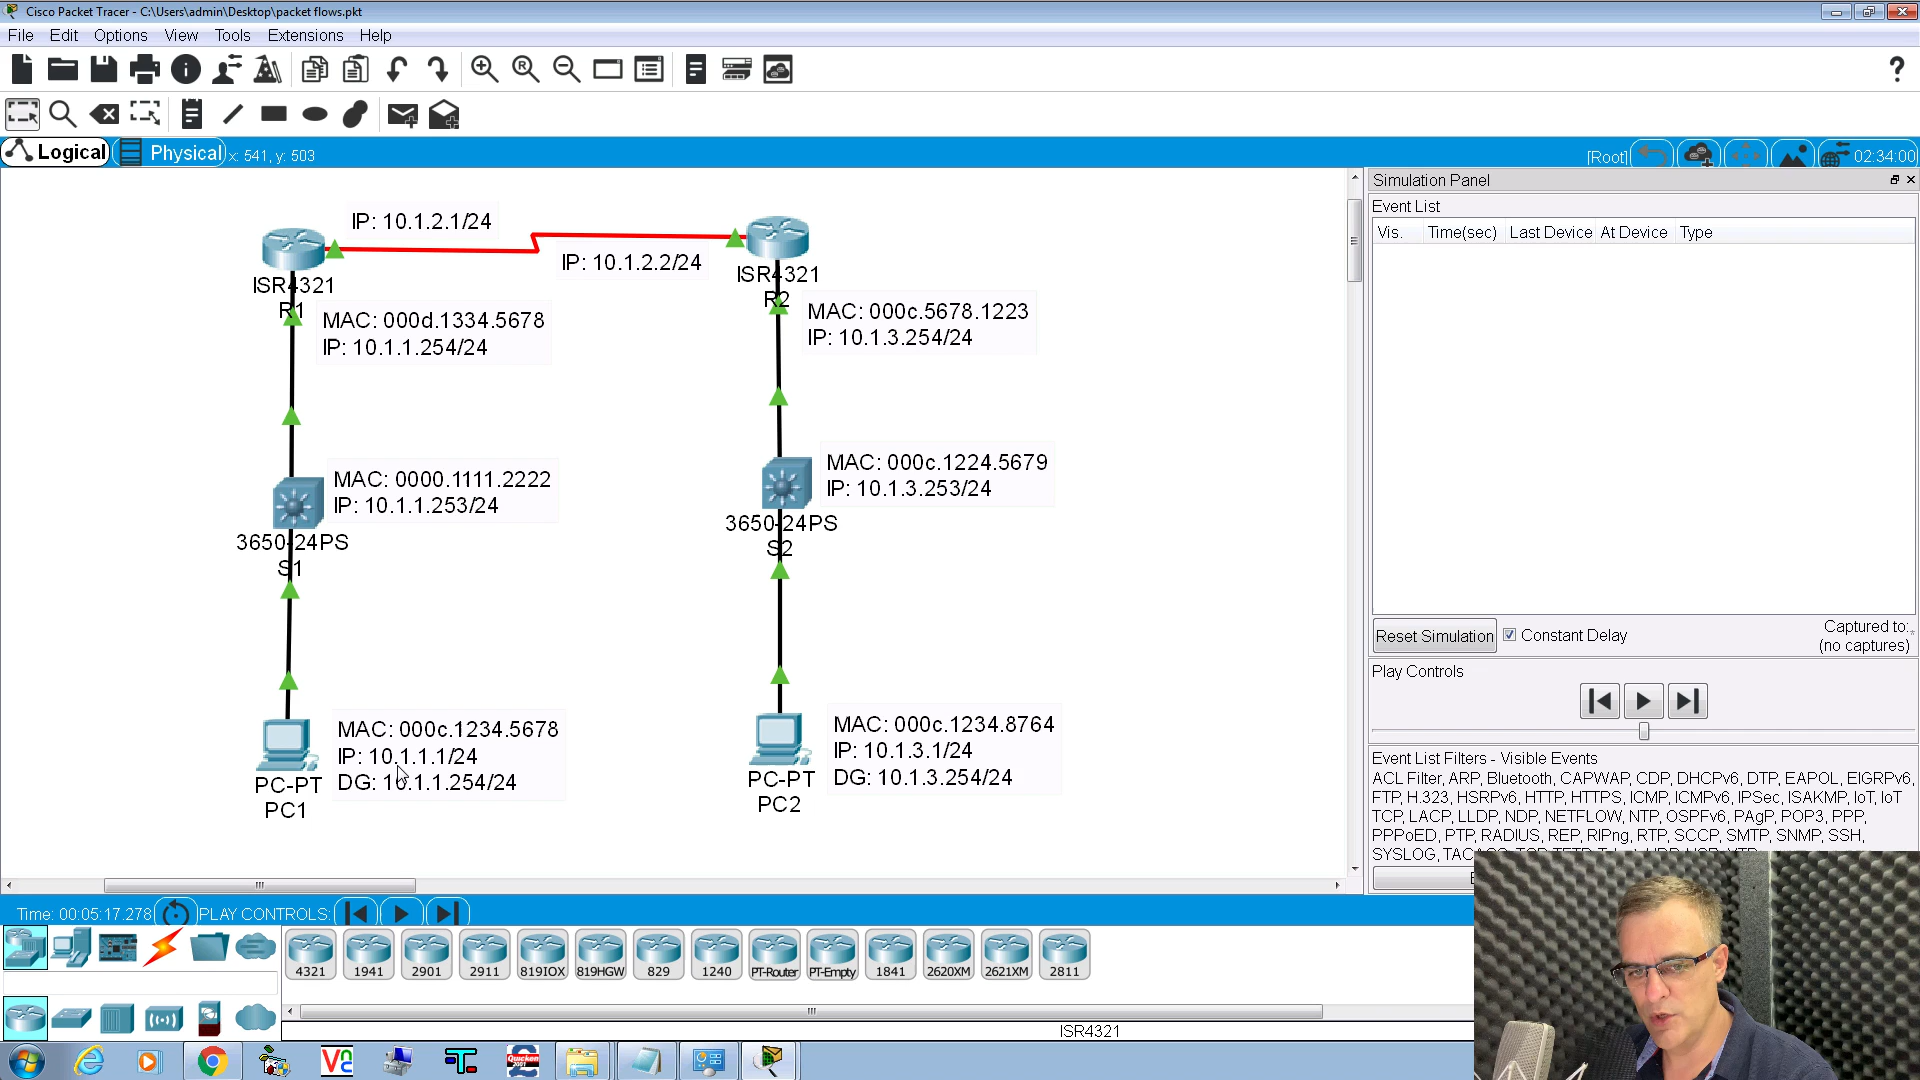 Cisco Packet Tracer - C:\Users\admin\Desktop\packet flows.pkt
File Edit Options View Tools Extensions Help
Logical
Physical
x: 541, y: 503
[Root]
02:34:00
IP: 10.1.2.1/24
IP: 10.1.2.2/24
ISR4321
R1
ISR4321
R2
MAC: 000d.1334.5678
IP: 10.1.1.254/24
MAC: 000c.5678.1223
IP: 10.1.3.254/24
MAC: 0000.1111.2222
IP: 10.1.1.253/24
3650-24PS
S1
MAC: 000c.1224.5679
IP: 10.1.3.253/24
3650-24PS
S2
MAC: 000c.1234.5678
IP: 10.1.1.1/24
DG: 10.1.1.254/24
PC-PT
PC1
MAC: 000c.1234.8764
IP: 10.1.3.1/24
DG: 10.1.3.254/24
PC-PT
PC2
Simulation Panel
Event List
Vis. Time(sec) Last Device At Device Type
Reset Simulation
Constant Delay
Captured to:
(no captures)
Play Controls
Event List Filters - Visible Events
ACL Filter, ARP, Bluetooth, CAPWAP, CDP, DHCPv6, DTP, EAPOL, EIGRPv6,
FTP, H.323, HSRPv6, HTTP, HTTPS, ICMP, ICMPv6, IPSec, ISAKMP, IoT, IoT
TCP, LACP, LLDP, NDP, NETFLOW, NTP, OSPFv6, PAgP, POP3, PPP,
PPPoED, PTP, RADIUS, REP, RIPng, RTP, SCCP, SMTP, SNMP, SSH,
SYSLOG,
Time: 00:05:17.278
PLAY CONTROLS:
4321 1941 2901 2911 819IOX 819HGW 829 1240 PT-Router PT-Empty 1841 2620XM 2621XM 2811
ISR4321
Quicken
2001